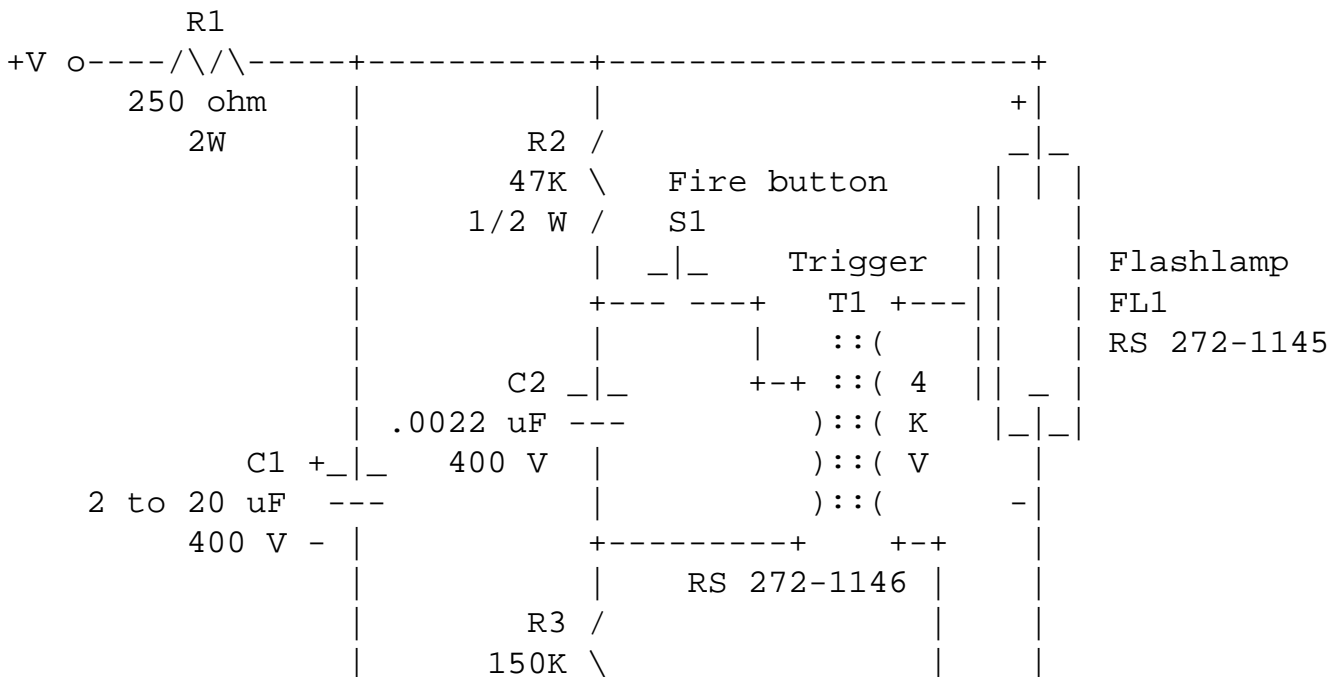 R1
+V o----/\/\-----+-----------+--------------------+
250 ohm | | +|
2W | R2 / _|_
| 47K \ Fire button | | |
| 1/2 W / S1 || |
| | _|_ Trigger || | Flashlamp
| +--- ---+ T1 +---|| | FL1
| | | ::( || | RS 272-1145
| C2 _|_ +-+ ::( 4 || _ |
| .0022 uF --- )::( K |_|_|
C1 +_|_ 400 V | )::( V |
2 to 20 uF --- | )::( -|
400 V - | +---------+ +-+ |
| | RS 272-1146 | |
| R3 / | |
| 150K \ | |